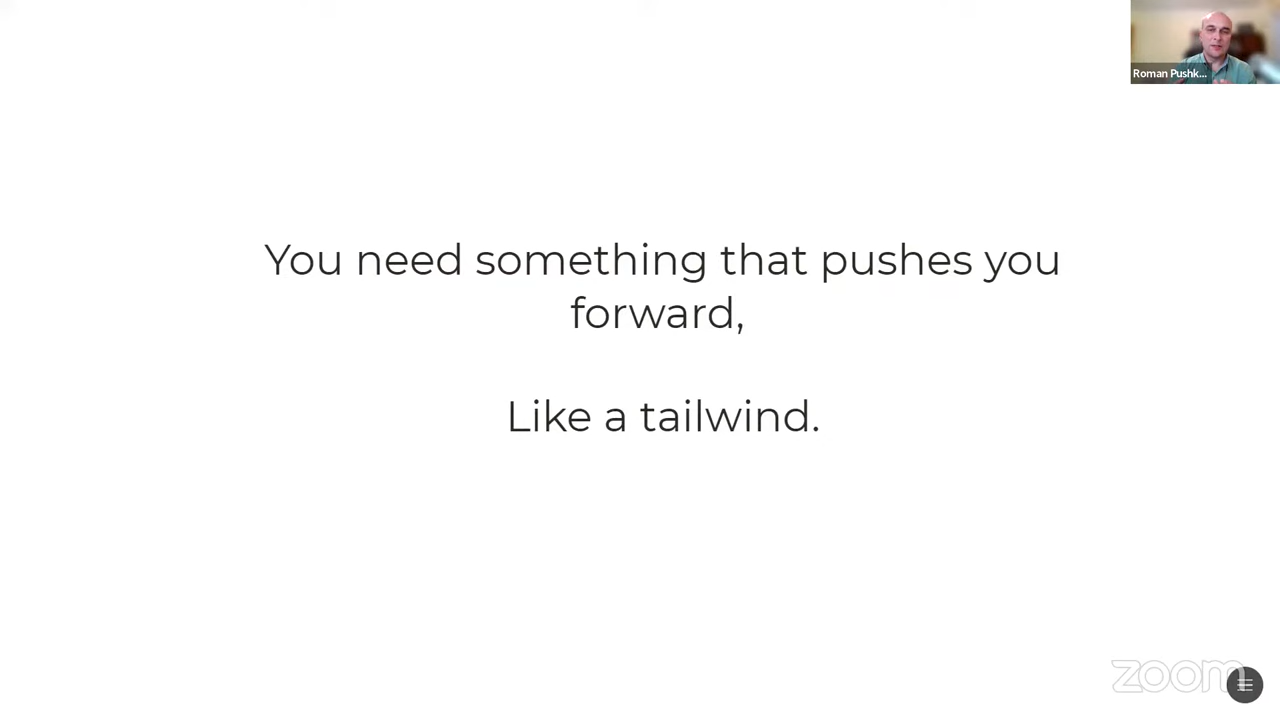 Roman Pushk...
You need something that pushes you
forward,
Like a tailwind.
zoom